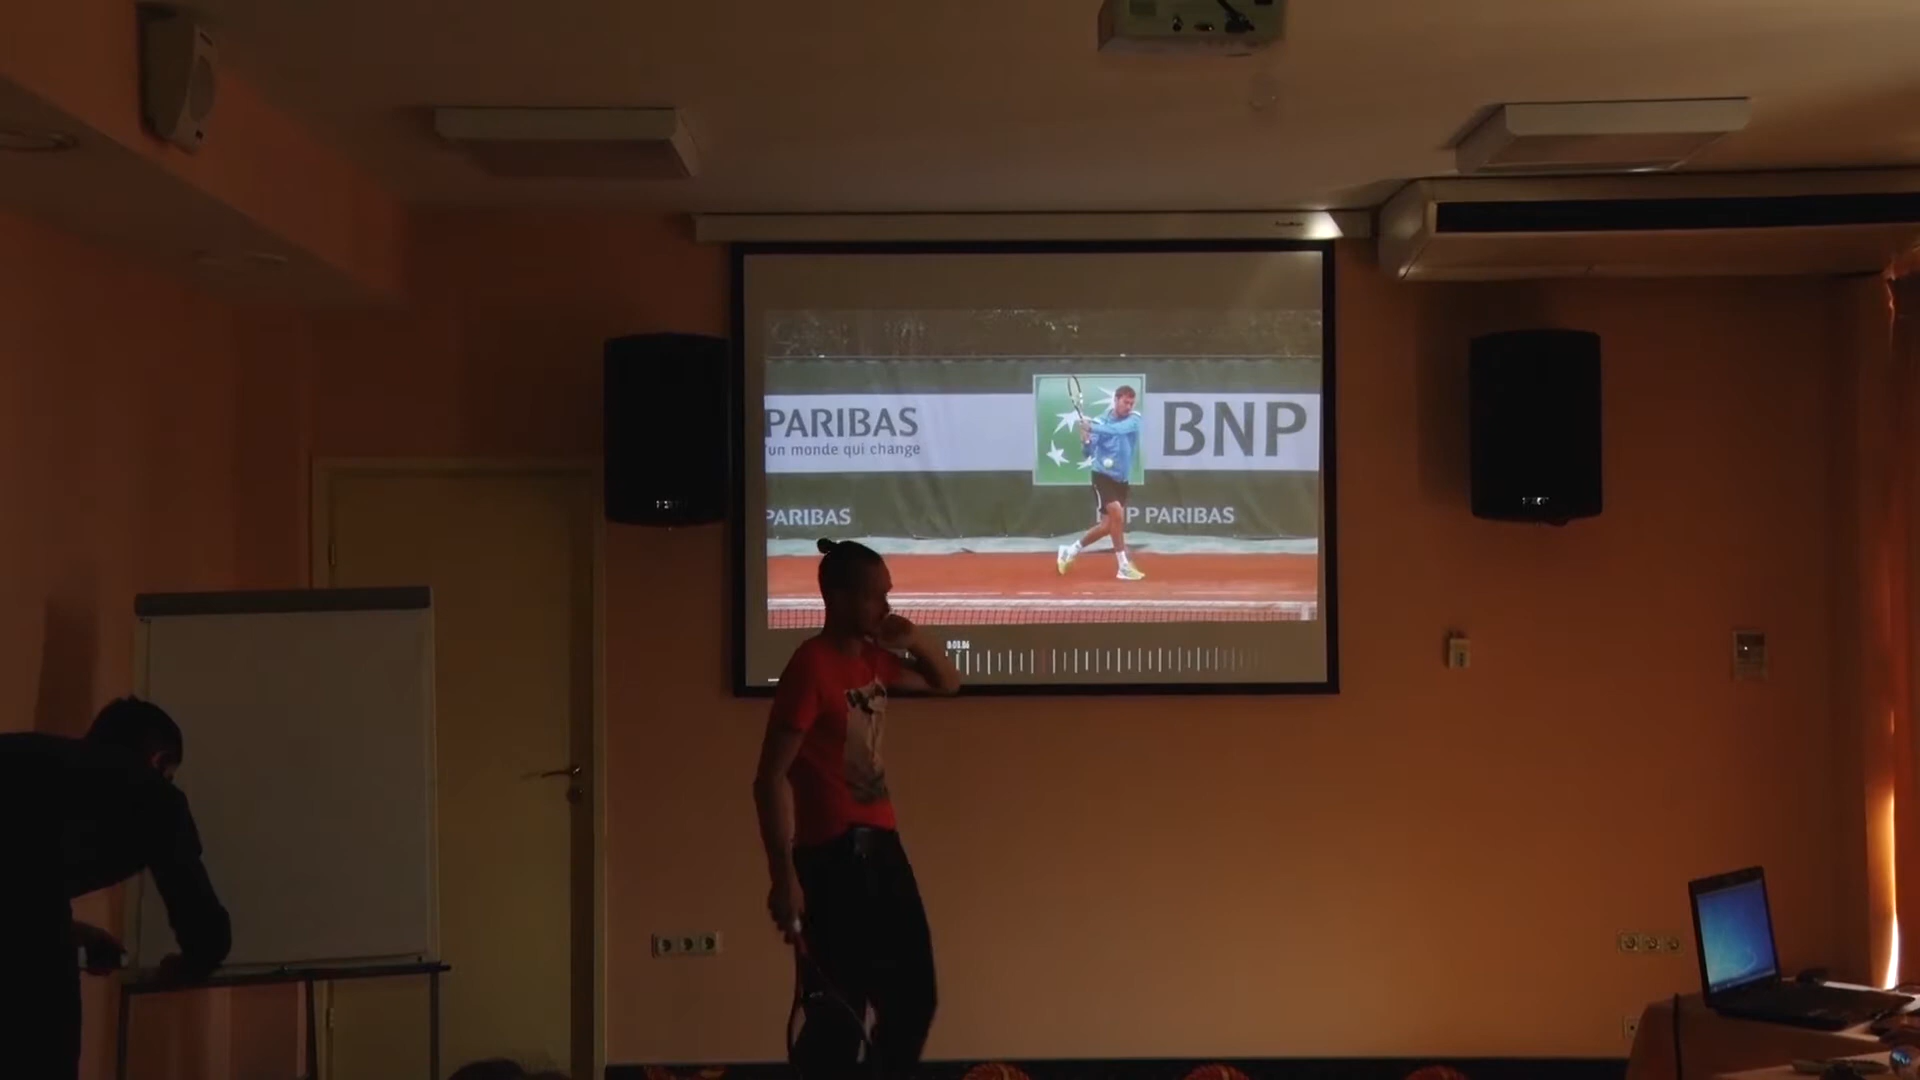 PARIBAS
un monde qui change
BNP
PARIBAS
P PARIBAS